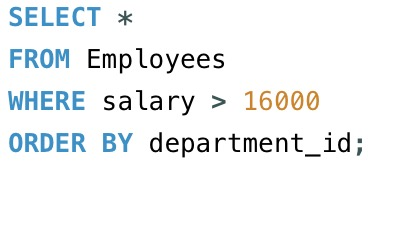 SELECT *
FROM Employees
WHERE salary > 16000
ORDER BY department_id;